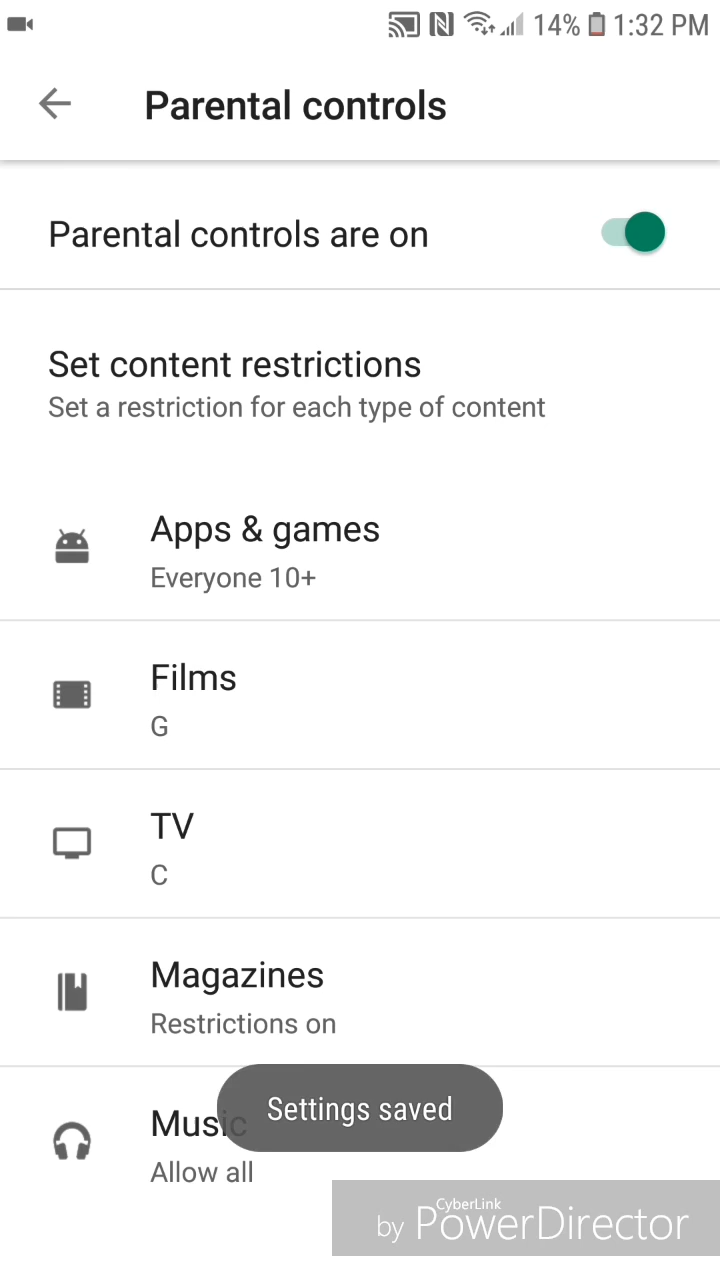 14% 1:32 PM
Parental controls
Parental controls are on
Set content restrictions
Set a restriction for each type of content
Apps & games
Everyone 10+
Films
G
TV
C
Magazines
Restrictions on
Music
Settings saved
Allow all
CyberLink
by PowerDirector